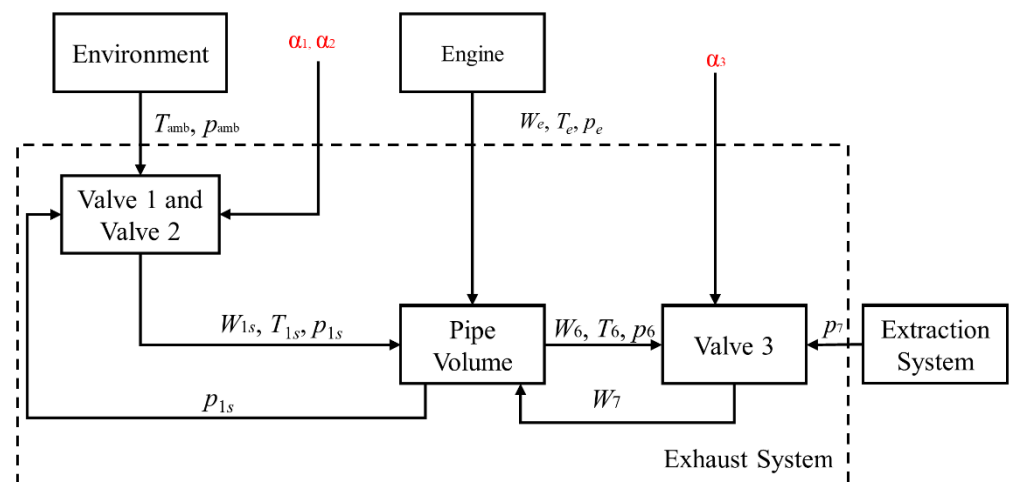 Environment
α1, α2
Engine
α3
Tamb, pamb
We, Te, pe
Valve 1 and
Valve 2
W1s, T1s, p1s
Pipe
Volume
W6, T6, p6
Valve 3
p7
Extraction
System
p1s
W7
Exhaust System